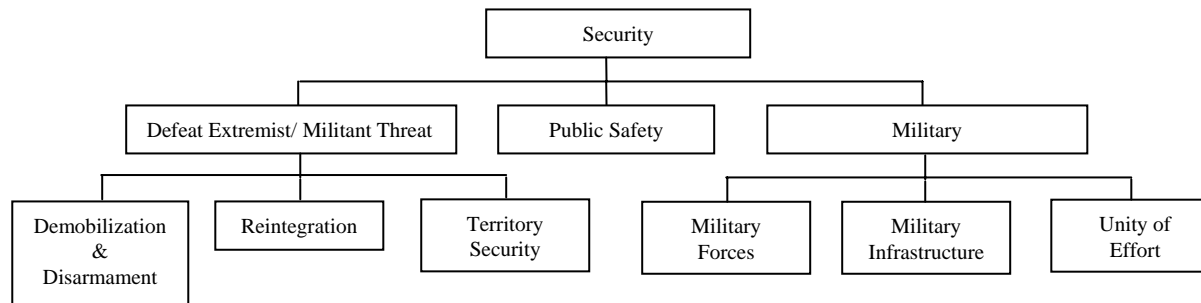 Security
Defeat Extremist/ Militant Threat
Public Safety
Military
Demobilization
&
Disarmament
Reintegration
Territory
Security
Military
Forces
Military
Infrastructure
Unity of
Effort